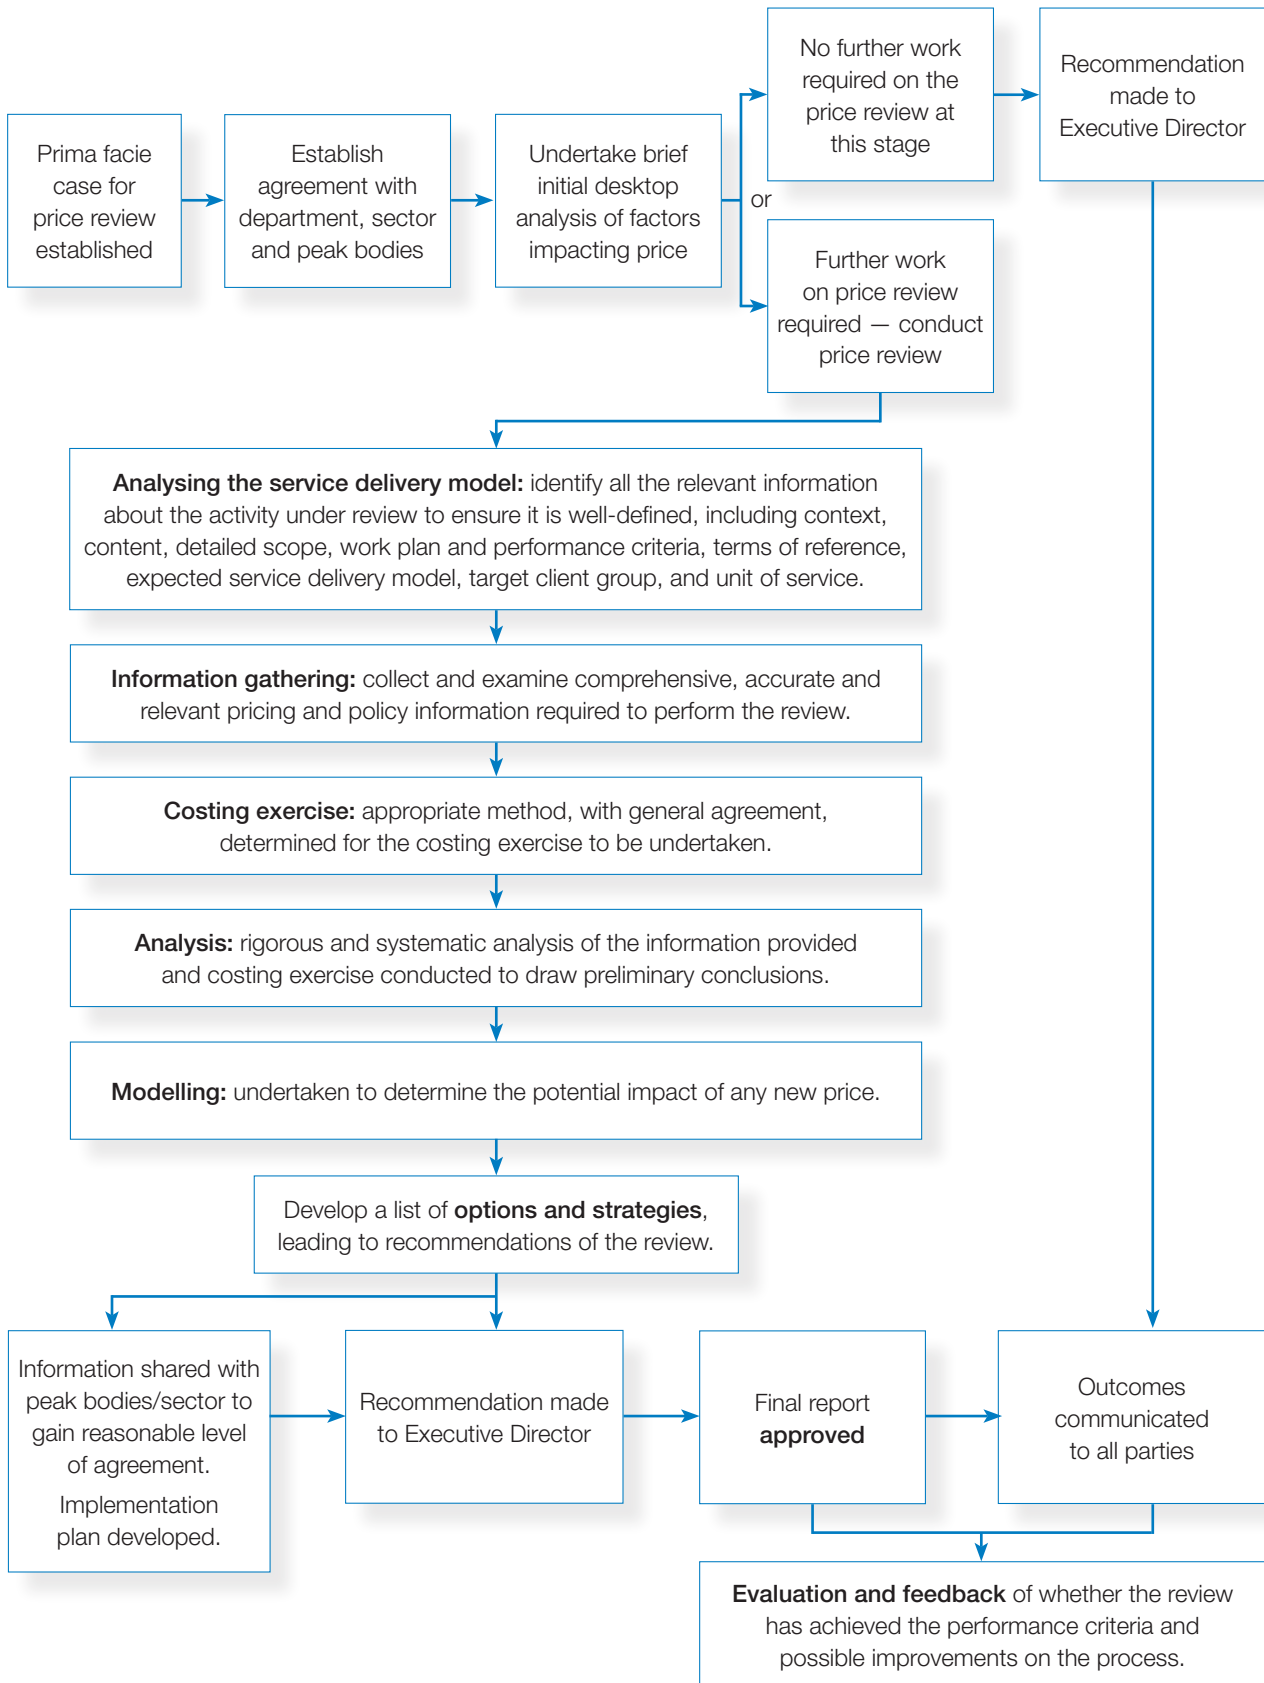 Prima facie
case for
price review
established
Establish
agreement with
department, sector
and peak bodies
Undertake brief
initial desktop
analysis of factors
impacting price
or
No further work
required on the
price review at
this stage
Recommendation
made to
Executive Director
Further work
on price review
required — conduct
price review
Analysing the service delivery model: identify all the relevant information
about the activity under review to ensure it is well-defined, including context,
content, detailed scope, work plan and performance criteria, terms of reference,
expected service delivery model, target client group, and unit of service.
Information gathering: collect and examine comprehensive, accurate and
relevant pricing and policy information required to perform the review.
Costing exercise: appropriate method, with general agreement,
determined for the costing exercise to be undertaken.
Analysis: rigorous and systematic analysis of the information provided
and costing exercise conducted to draw preliminary conclusions.
Modelling: undertaken to determine the potential impact of any new price.
Develop a list of options and strategies,
leading to recommendations of the review.
Information shared with
peak bodies/sector to
gain reasonable level
of agreement.
Implementation
plan developed.
Recommendation made
to Executive Director
Final report
approved
Outcomes
communicated
to all parties
Evaluation and feedback of whether the review
has achieved the performance criteria and
possible improvements on the process.